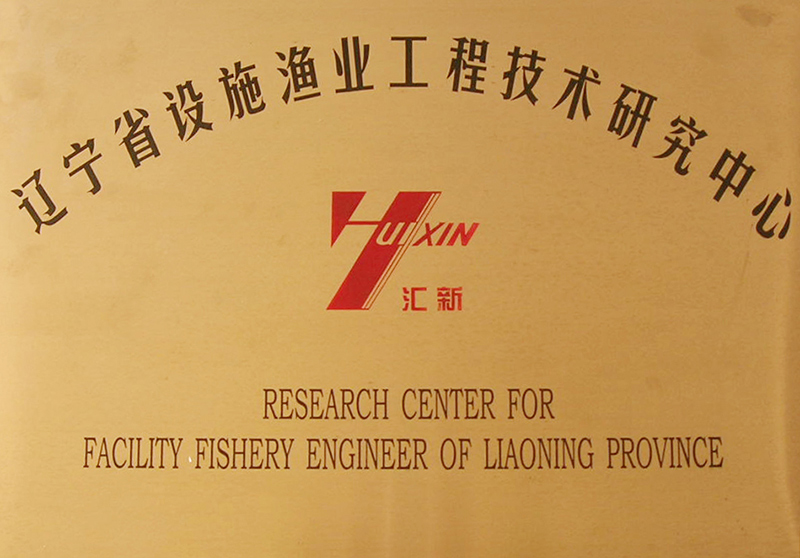 辽宁省设施渔业工程技术研究中心
HUIXIN
汇新
RESEARCH CENTER FOR
FACILITY FISHERY ENGINEER OF LIAONING PROVINCE